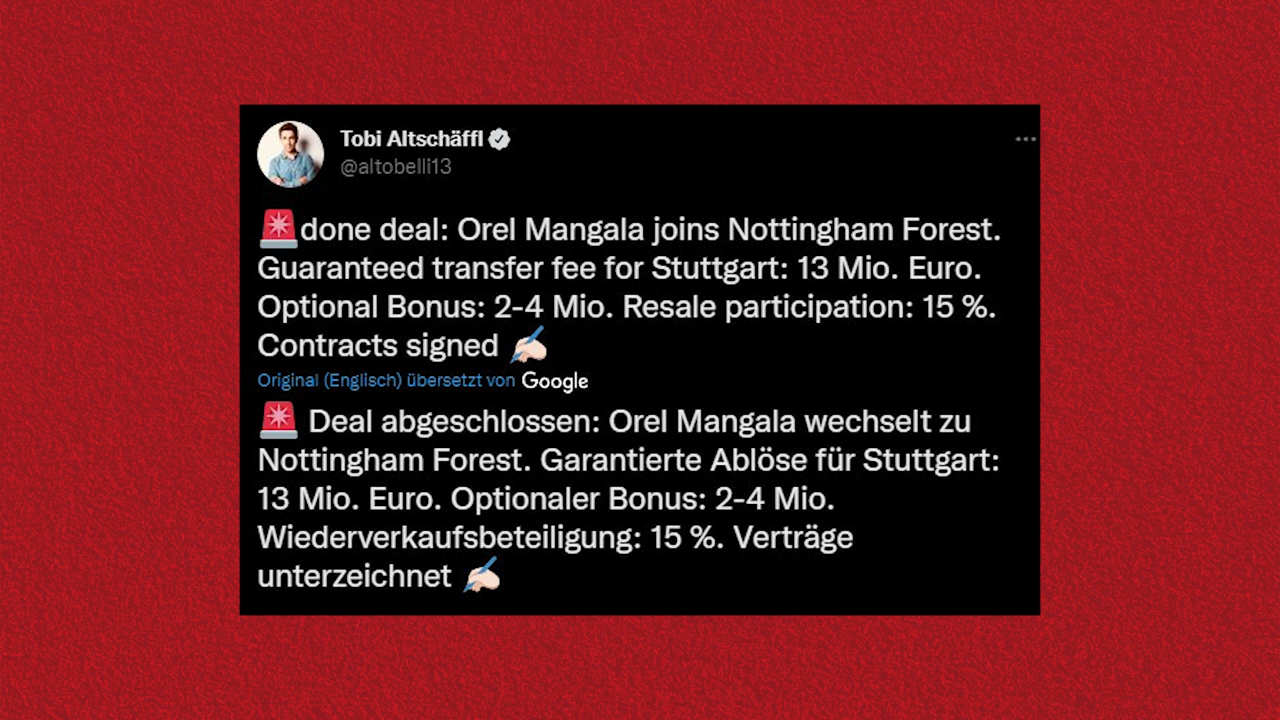 Tobi Altschäffl
@altobelli13
🚨done deal: Orel Mangala joins Nottingham Forest.
Guaranteed transfer fee for Stuttgart: 13 Mio. Euro.
Optional Bonus: 2-4 Mio. Resale participation: 15 %.
Contracts signed ✍🏻
Original (Englisch) übersetzt von Google
🚨 Deal abgeschlossen: Orel Mangala wechselt zu
Nottingham Forest. Garantierte Ablöse für Stuttgart:
13 Mio. Euro. Optionaler Bonus: 2-4 Mio.
Wiederverkaufsbeteiligung: 15 %. Verträge
unterzeichnet ✍🏻